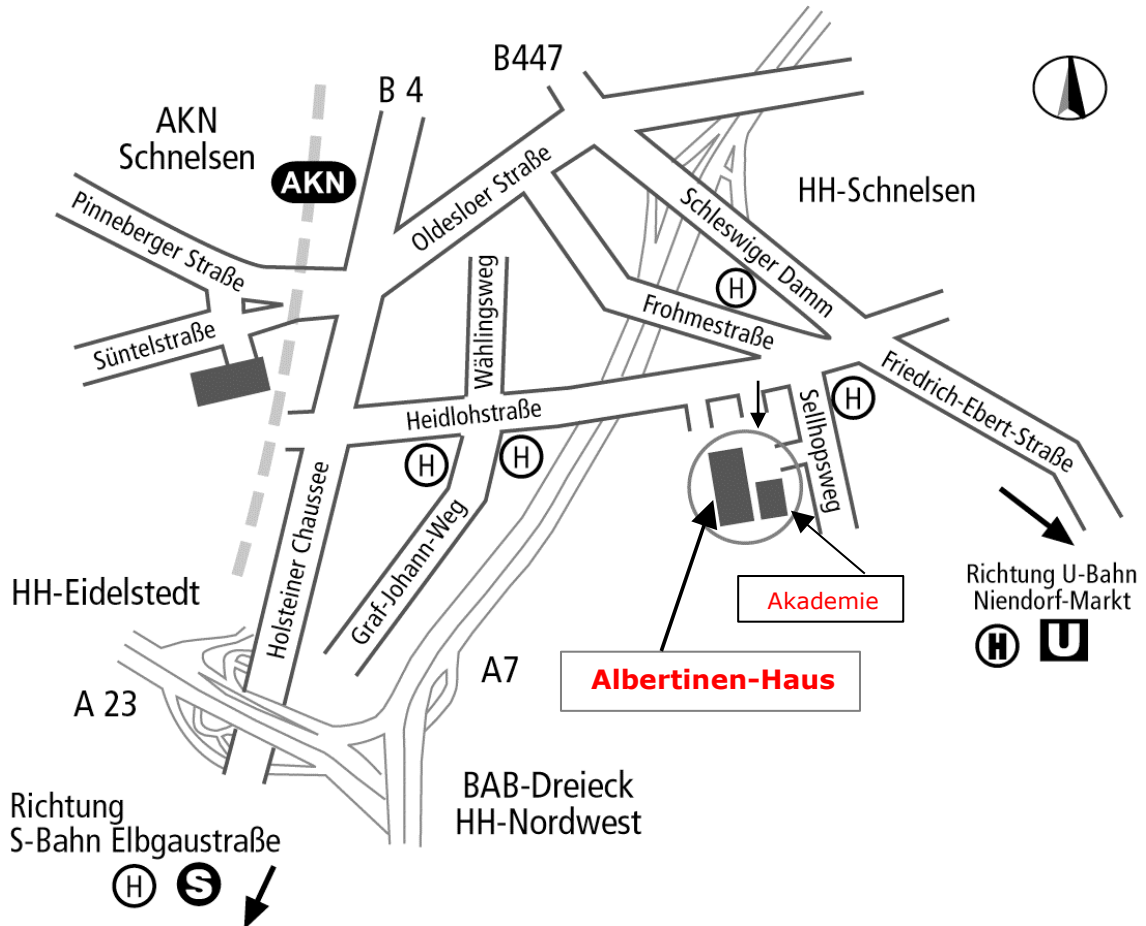 B447
B 4
AKN
Schnelsen
AKN
HH-Schnelsen
Oldesloer Straße
Schleswiger Damm
Pinneberger Straße
H
Frohmestraße
Süntelstraße
Wählingsweg
Heidlohstraße
H
Friedrich-Ebert-Straße
Sellhopsweg
H
H
Holsteiner Chaussee
Graf-Johann-Weg
HH-Eidelstedt
Richtung U-Bahn
Niendorf-Markt
H
U
Akademie
Albertinen-Haus
A7
A 23
BAB-Dreieck
HH-Nordwest
Richtung
S-Bahn Elbgaustraße
H
S